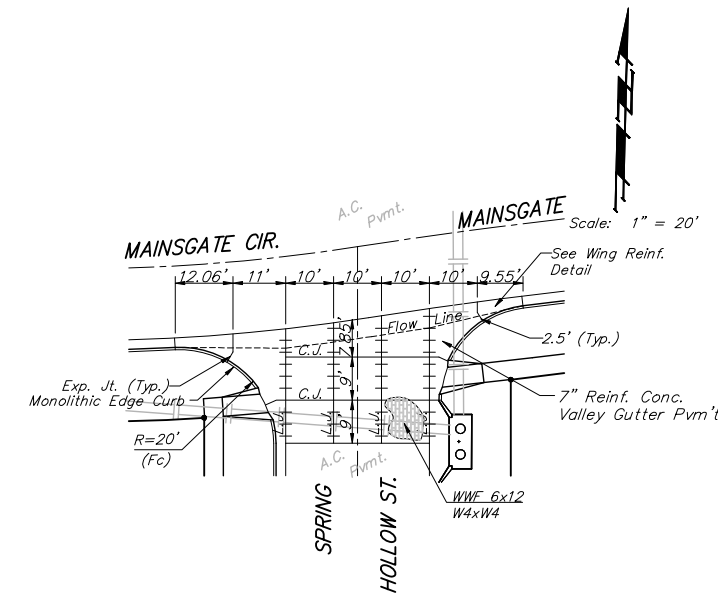 N
A.C.
Pvmt.
MAINSGATE CIR.
MAINSGATE
Scale: 1" = 20'
See Wing Reinf.
Detail
12.06' 11' 10' 10' 10' 10' 9.55'
Flow Line
7.85'
2.5' (Typ.)
C.J.
Exp. Jt. (Typ.)
Monolithic Edge Curb
9'
C.J.
7" Reinf. Conc.
Valley Gutter Pvm't
R=20'
(Fc)
L.J. L.J. 9' L.J. L.J.
A.C.
Pvmt.
WWF 6x12
W4xW4
SPRING
HOLLOW ST.